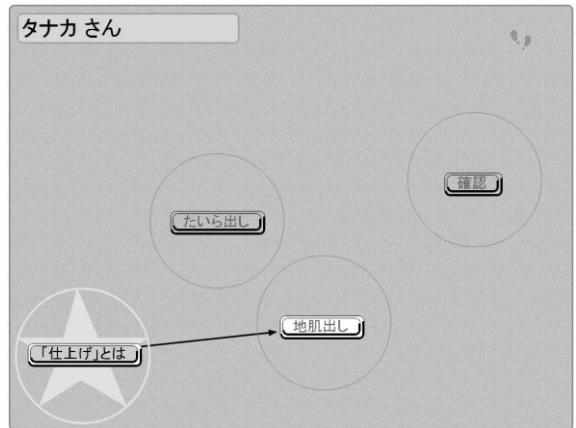 タナカ さん
確認
たいら出し
地肌出し
「仕上げ」とは